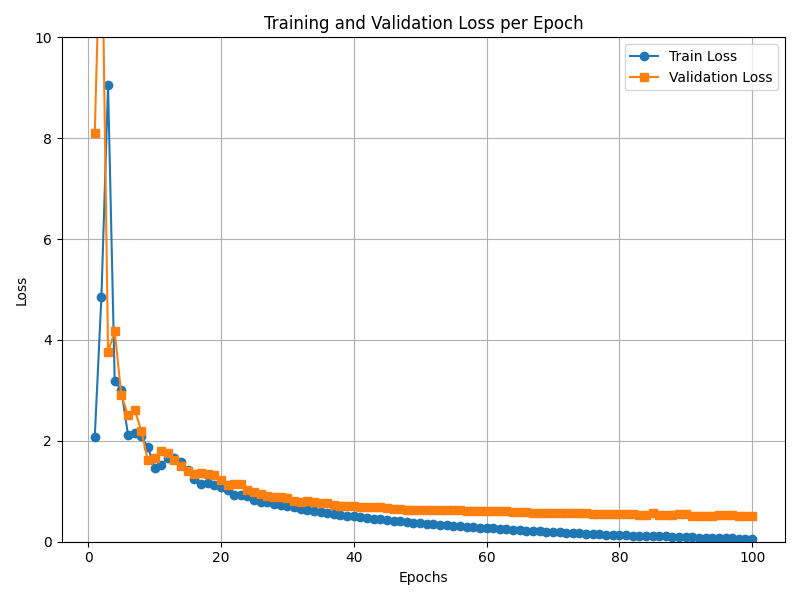 Training and Validation Loss per Epoch
Train Loss
Validation Loss
10
8
6
4
2
0
Loss
0 20 40 60 80 100
Epochs